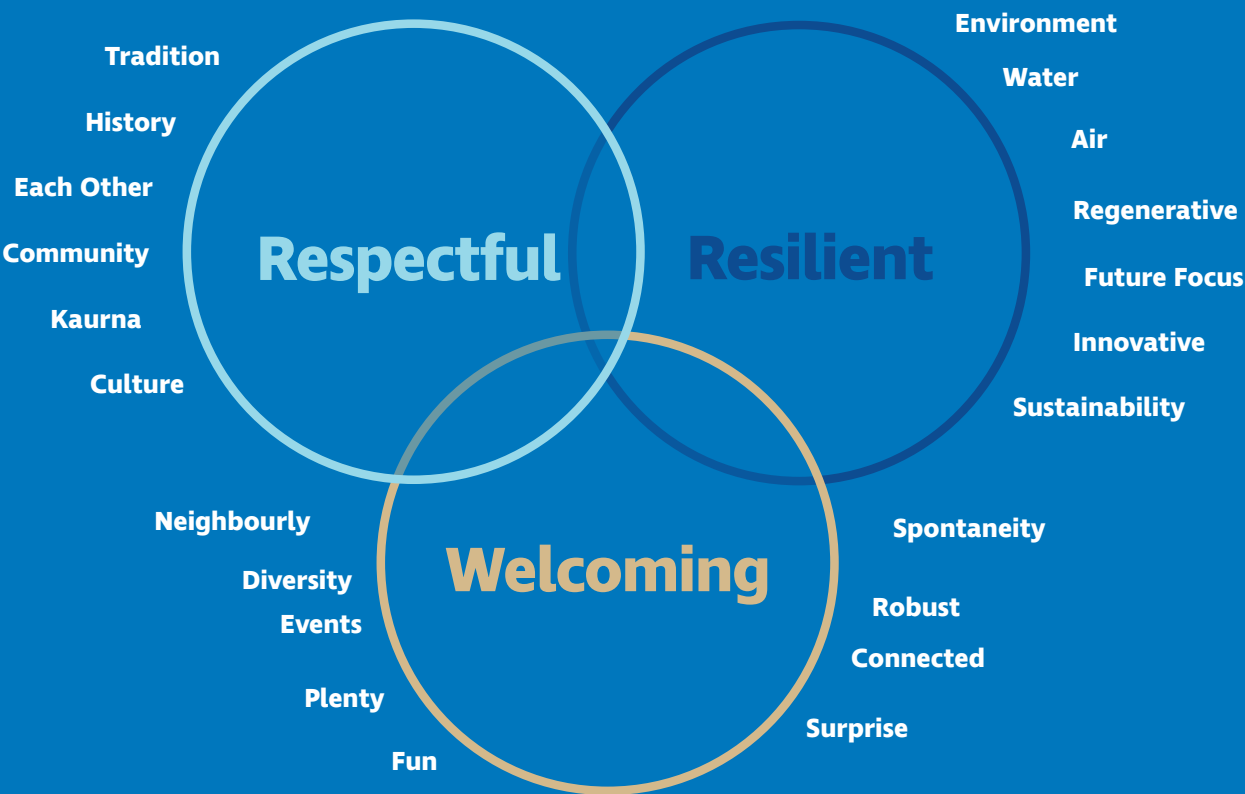 Tradition
History
Each Other
Community
Kaurna
Culture
Respectful
Environment
Water
Air
Regenerative
Future Focus
Innovative
Sustainability
Resilient
Neighbourly
Diversity
Events
Plenty
Fun
Welcoming
Spontaneity
Robust
Connected
Surprise